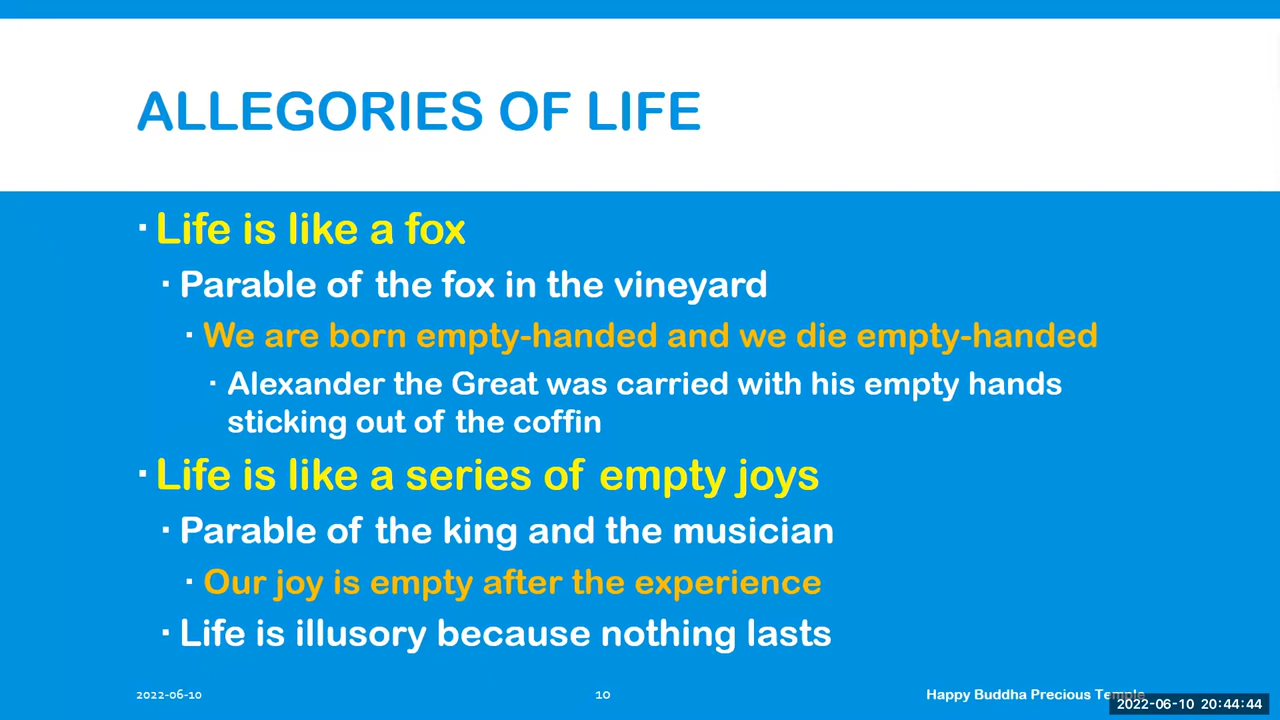 ALLEGORIES OF LIFE
▪ Life is like a fox
▪ Parable of the fox in the vineyard
▪ We are born empty-handed and we die empty-handed
▪ Alexander the Great was carried with his empty hands
sticking out of the coffin
▪ Life is like a series of empty joys
▪ Parable of the king and the musician
▪ Our joy is empty after the experience
▪ Life is illusory because nothing lasts
2022-06-10
10
Happy Buddha Precious Temple
2022-06-10 20:44:44